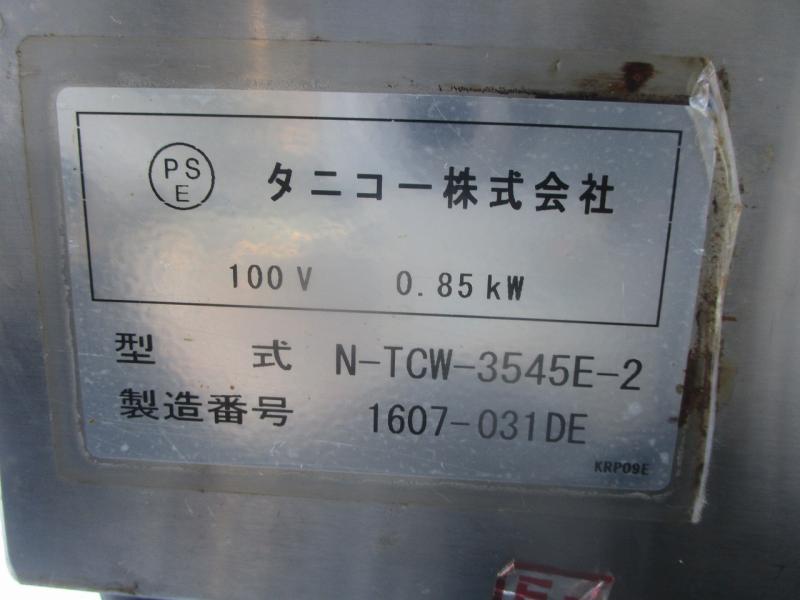 PS
E
タニコー株式会社
100V 0.85kW
型 式 N-TCW-3545E-2
製造番号 1607-031DE
KRP09E